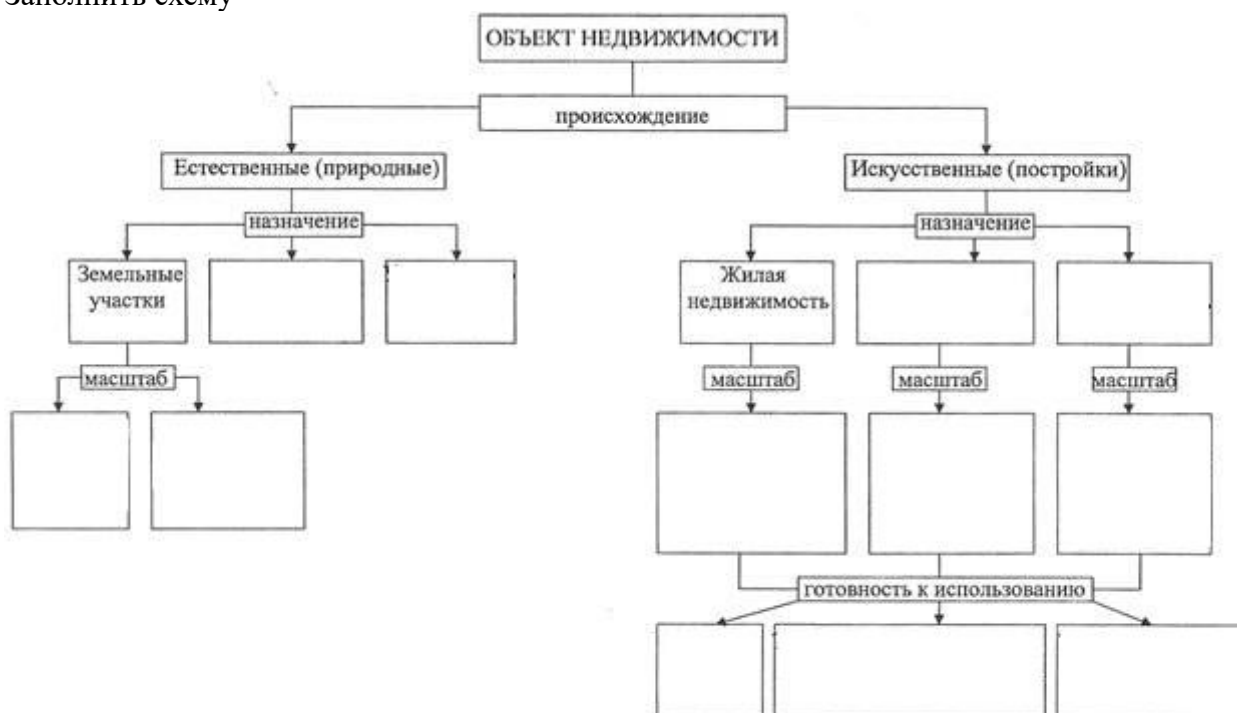 Заполнить схему
ОБЪЕКТ НЕДВИЖИМОСТИ
происхождение
Естественные (природные)
Искусственные (постройки)
назначение
назначение
Земельные
участки
Жилая
недвижимость
масштаб
масштаб
масштаб
масштаб
готовность к использованию